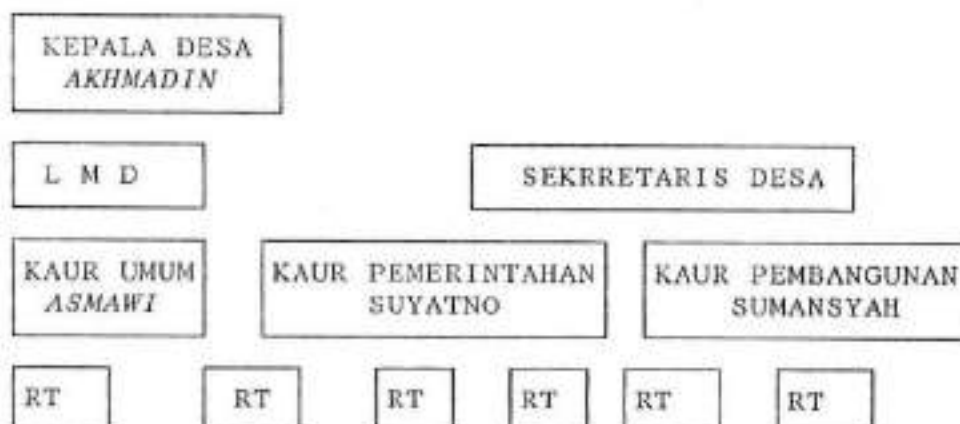 KEPALA DESA
AKHMADIN
L M D
SEKRRETARIS DESA
KAUR UMUM
ASMAWI
KAUR PEMERINTAHAN
SUYATNO
KAUR PEMBANGUNAN
SUMANSYAH
RT
RT
RT
RT
RT
RT